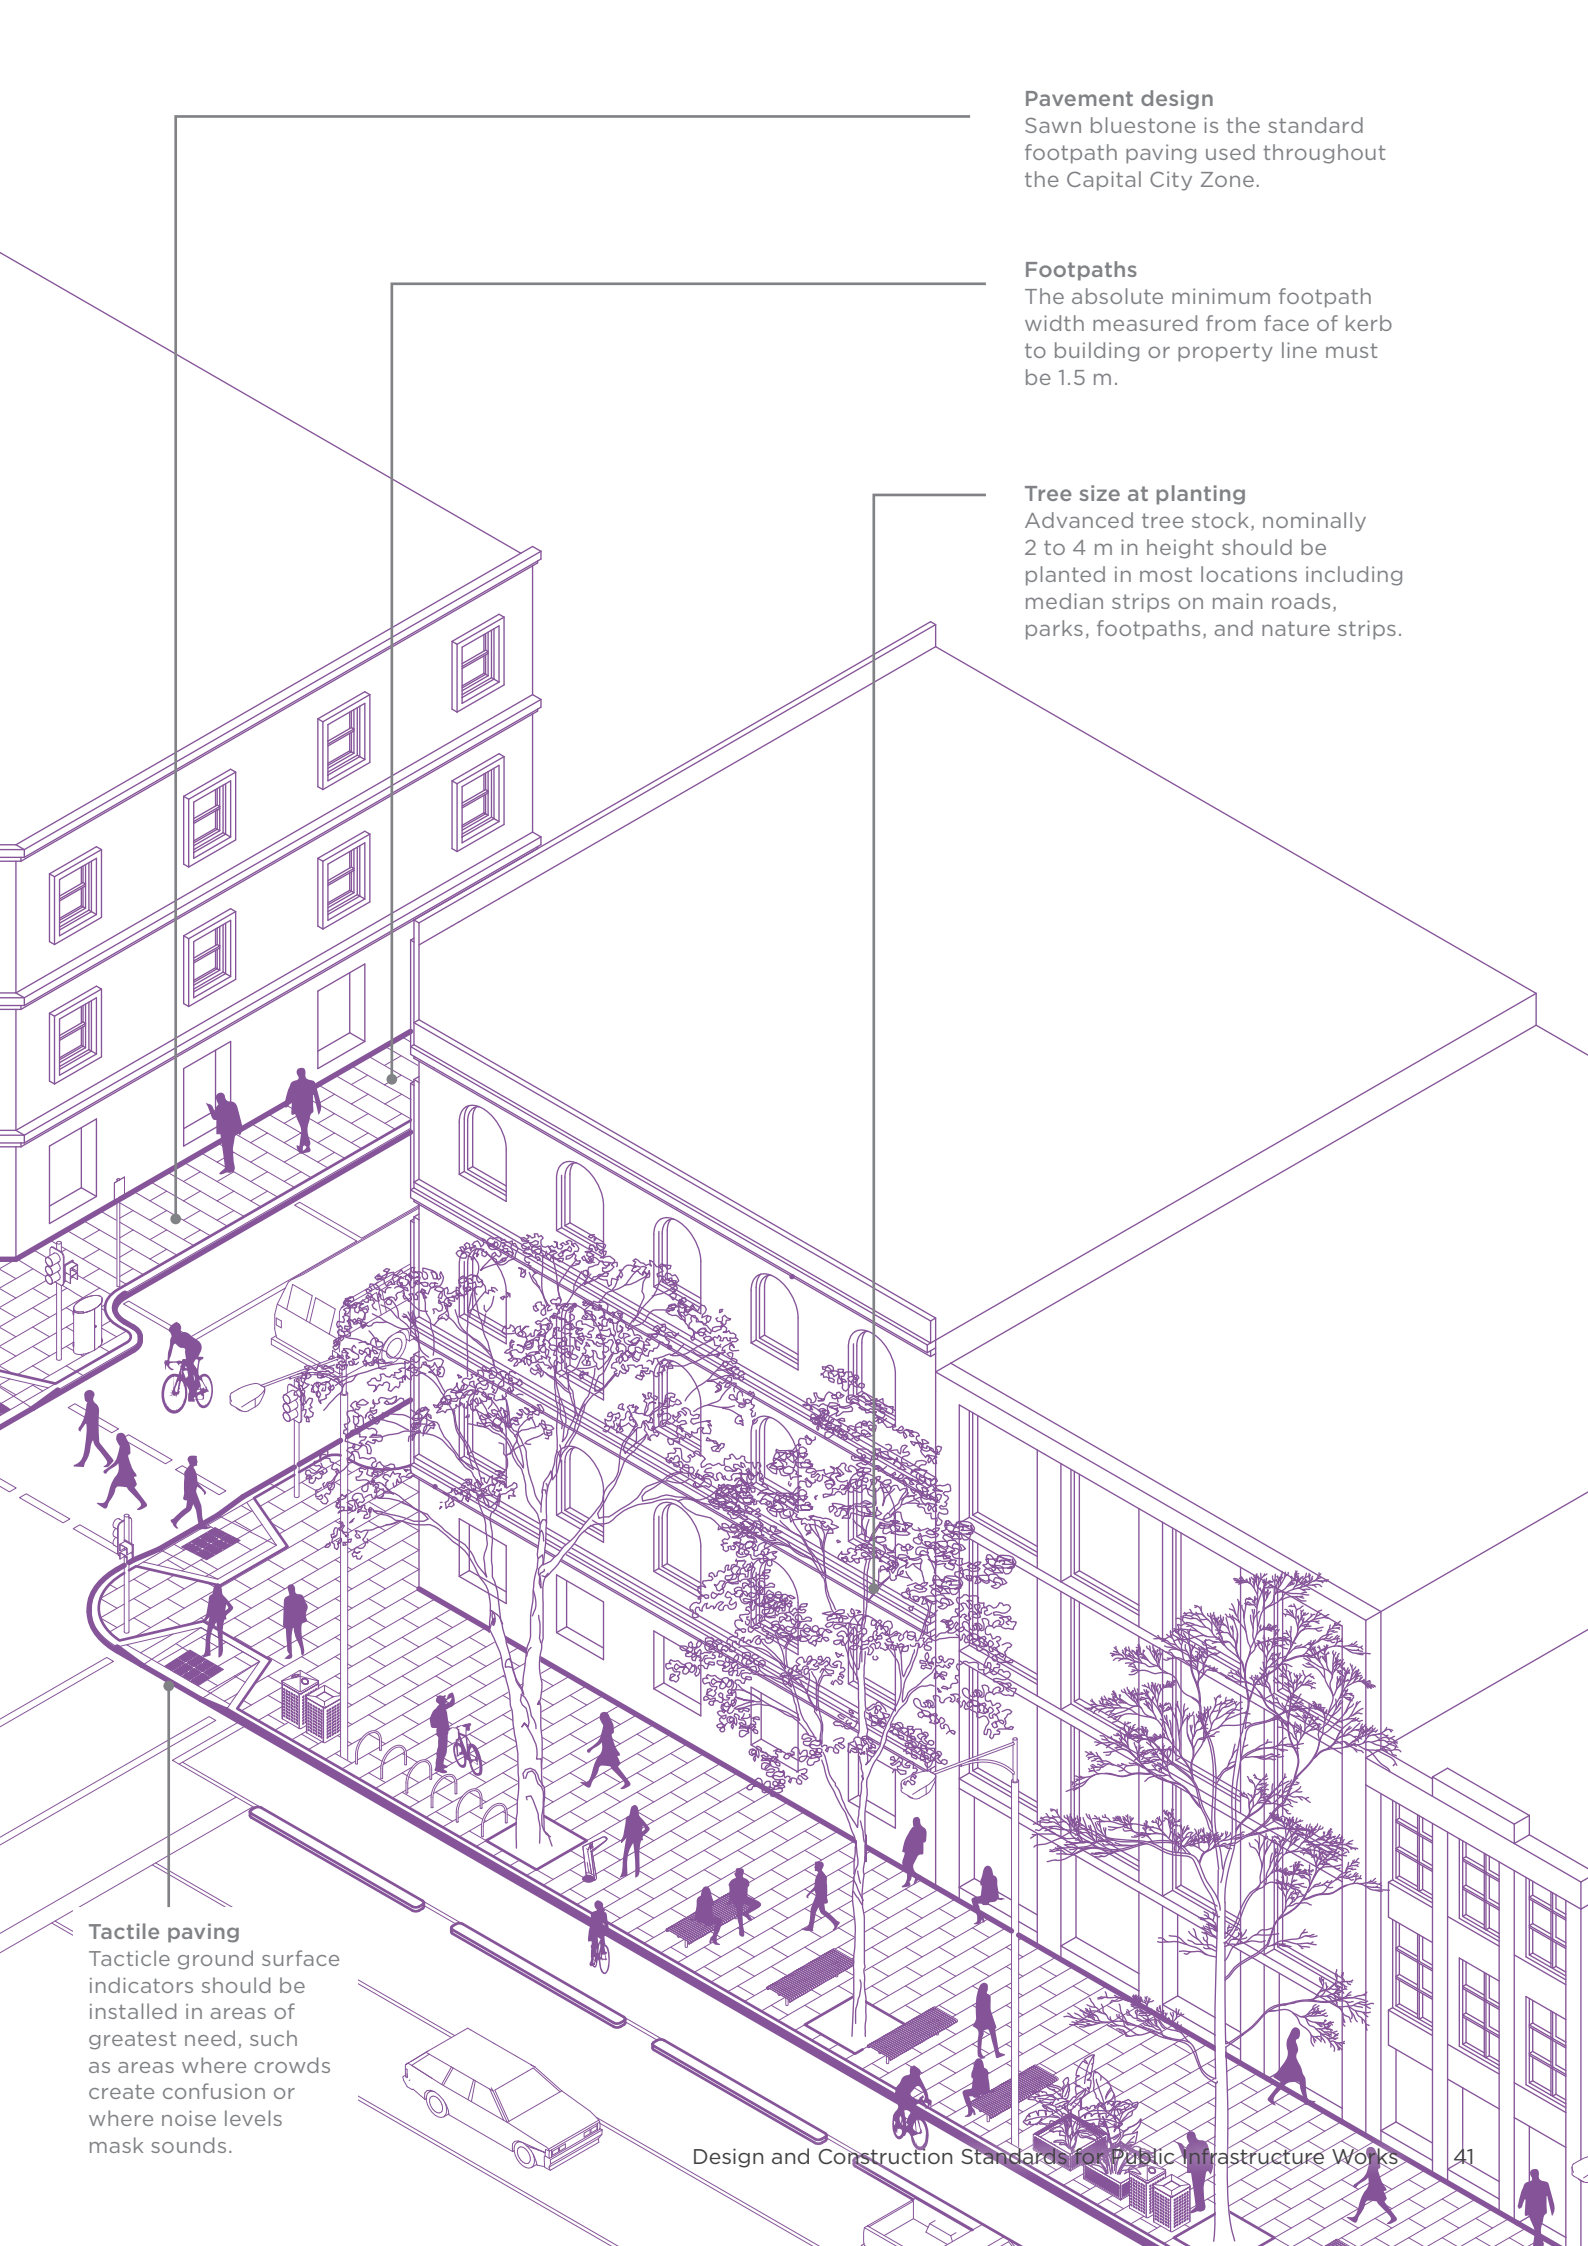 Pavement design
Sawn bluestone is the standard
footpath paving used throughout
the Capital City Zone.
Footpaths
The absolute minimum footpath
width measured from face of kerb
to building or property line must
be 1.5 m.
Tree size at planting
Advanced tree stock, nominally
2 to 4 m in height should be
planted in most locations including
median strips on main roads,
parks, footpaths, and nature strips.
Tactile paving
Tacticle ground surface
indicators should be
installed in areas of
greatest need, such
as areas where crowds
create confusion or
where noise levels
mask sounds.
Design and Construction Standards for Public Infrastructure Works 41